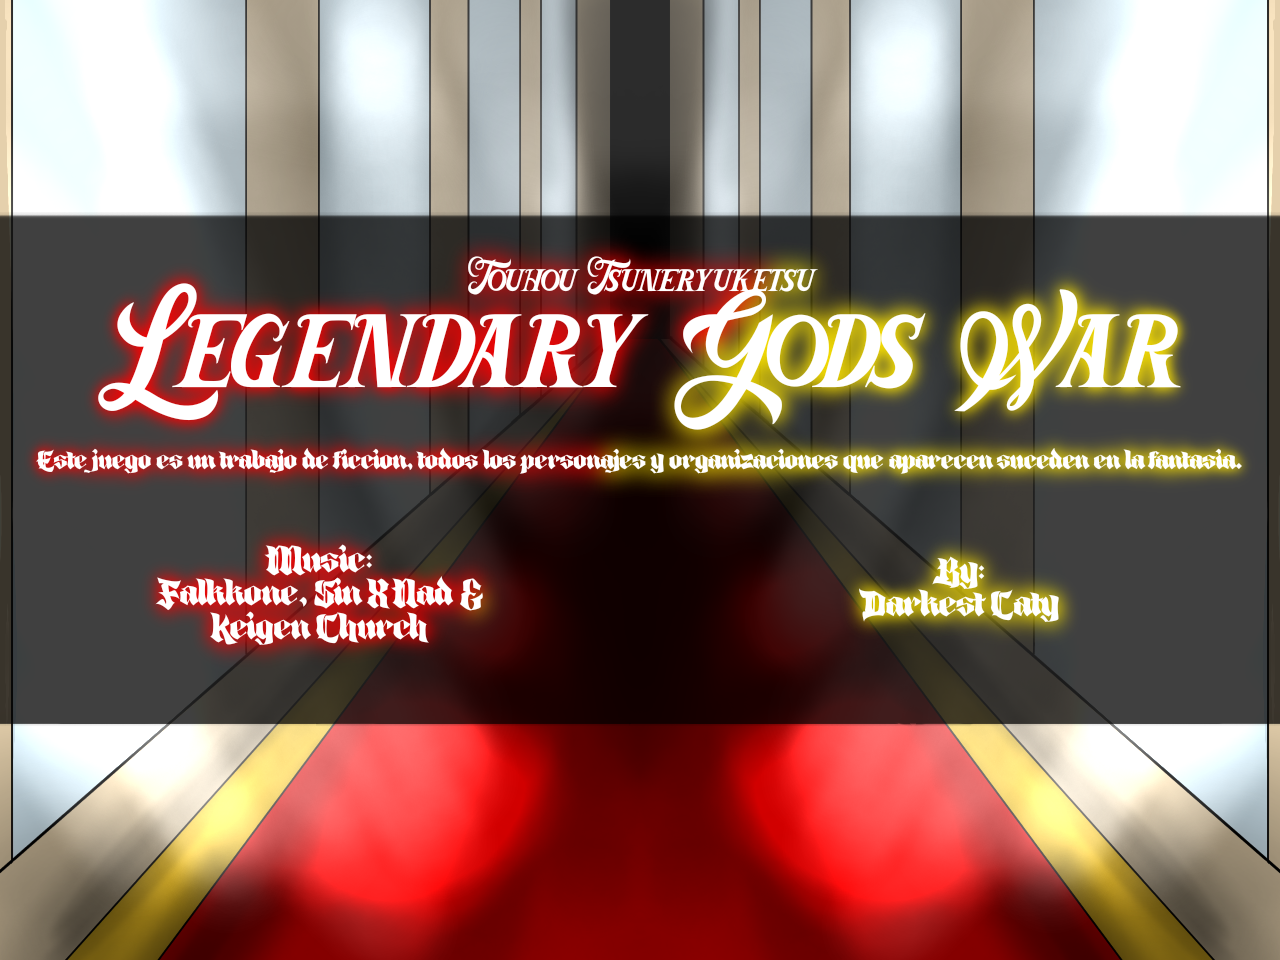 Touhou Tsuneryuketsu
Legendary Gods War
Este juego es un trabajo de ficcion, todos los personajes y organizaciones que aparecen suceden en la fantasia.
Music:
Falkkone, Sin X Nad &
Keigen Church
By:
Darkest Caty